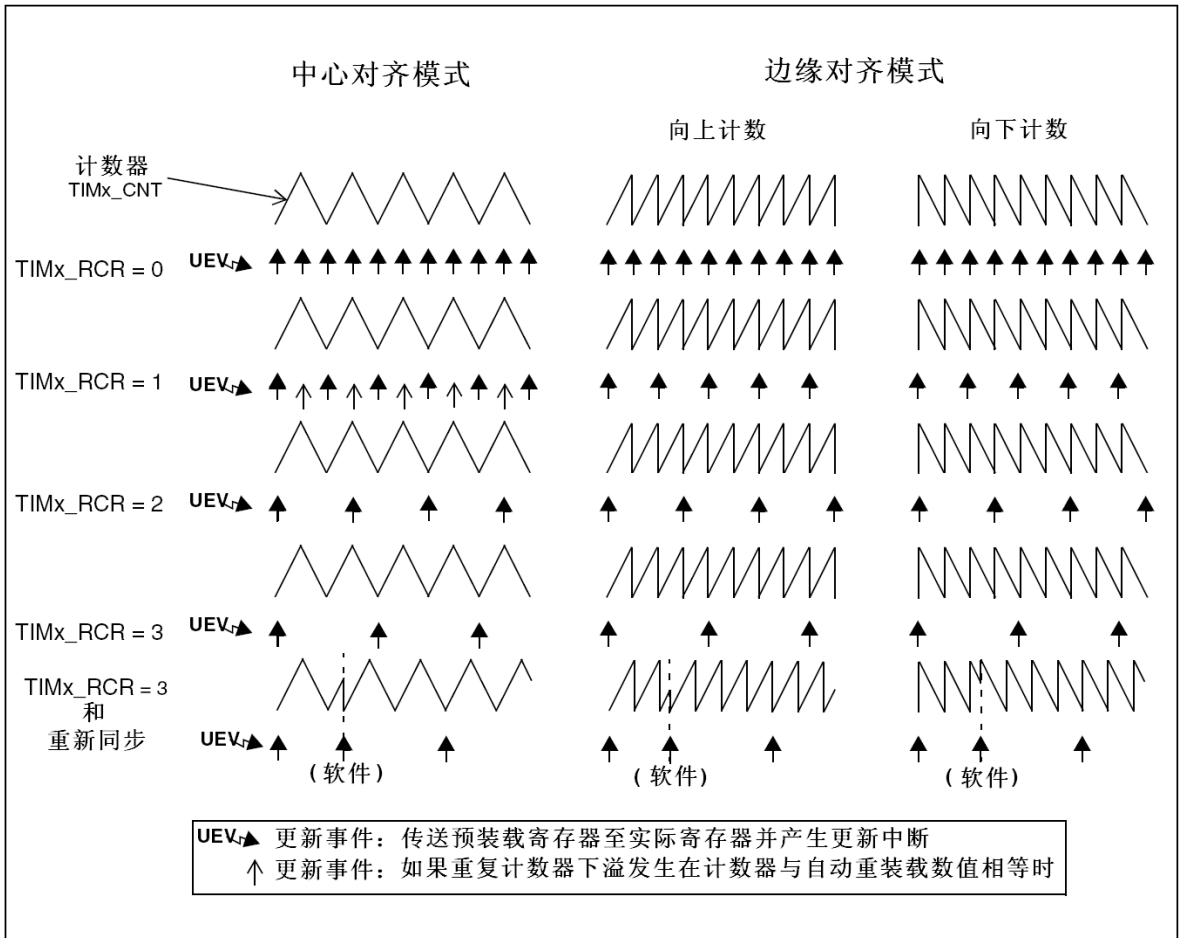 中心对齐模式
边缘对齐模式
向上计数
向下计数
计数器
TIMx_CNT
TIMx_RCR = 0
UEV
TIMx_RCR = 1
UEV
TIMx_RCR = 2
UEV
TIMx_RCR = 3
UEV
TIMx_RCR = 3
和
重新同步
UEV
(软件)
(软件)
(软件)
UEV 更新事件：传送预装载寄存器至实际寄存器并产生更新中断
更新事件：如果重复计数器下溢发生在计数器与自动重装载数值相等时